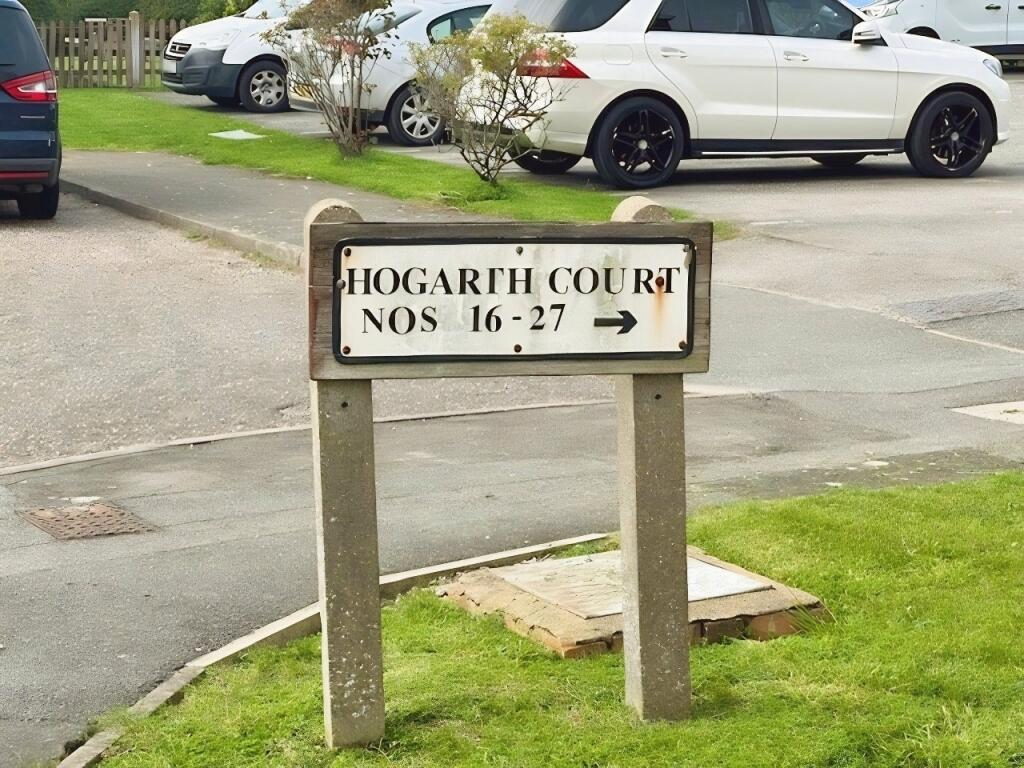 HOGARTH COURT
NOS 16-27 →